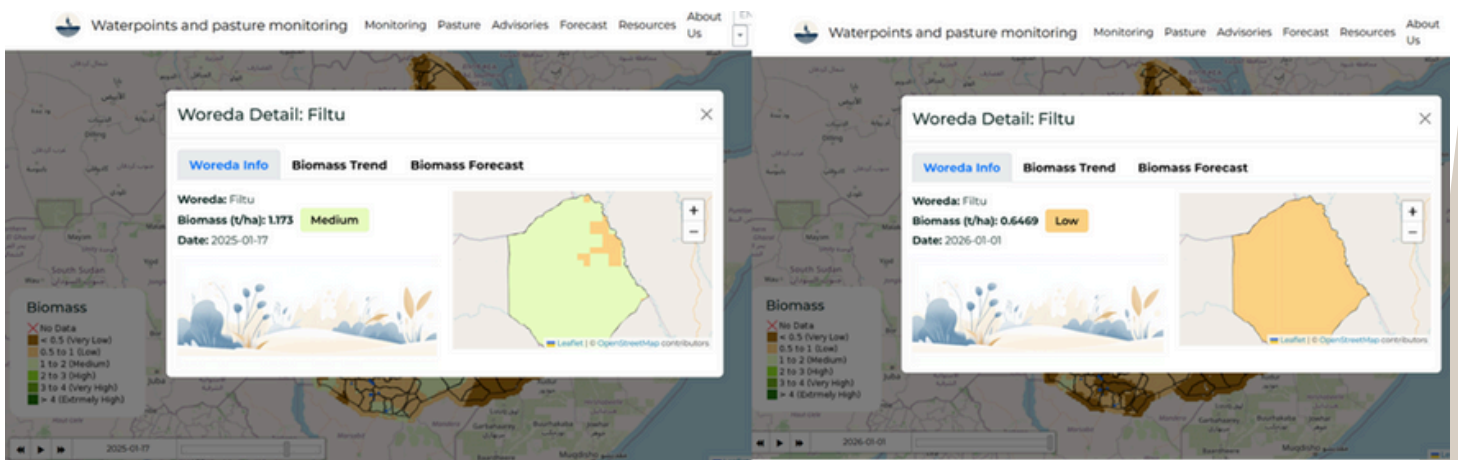 Waterpoints and pasture monitoring Monitoring Pasture Advisories Forecast Resources About Us
Woreda Detail: Filtu
Woreda Info Biomass Trend Biomass Forecast
Woreda: Filtu
Biomass (t/ha): 1.173 Medium
Date: 2025-01-17
+
−
Leaflet | © OpenStreetMap contributors
South Sudan
Biomass
No Data
< 0.5 (Very Low)
0.5 to 1 (Low)
1 to 2 (Medium)
2 to 3 (High)
3 to 4 (Very High)
> 4 (Extrmely High)
2025-01-17
Waterpoints and pasture monitoring Monitoring Pasture Advisories Forecast Resources About Us
Woreda Detail: Filtu
Woreda Info Biomass Trend Biomass Forecast
Woreda: Filtu
Biomass (t/ha): 0.6469 Low
Date: 2026-01-01
+
−
Leaflet | © OpenStreetMap contributors
South Sudan
Biomass
No Data
< 0.5 (Very Low)
0.5 to 1 (Low)
1 to 2 (Medium)
2 to 3 (High)
3 to 4 (Very High)
> 4 (Extrmely High)
2026-01-01